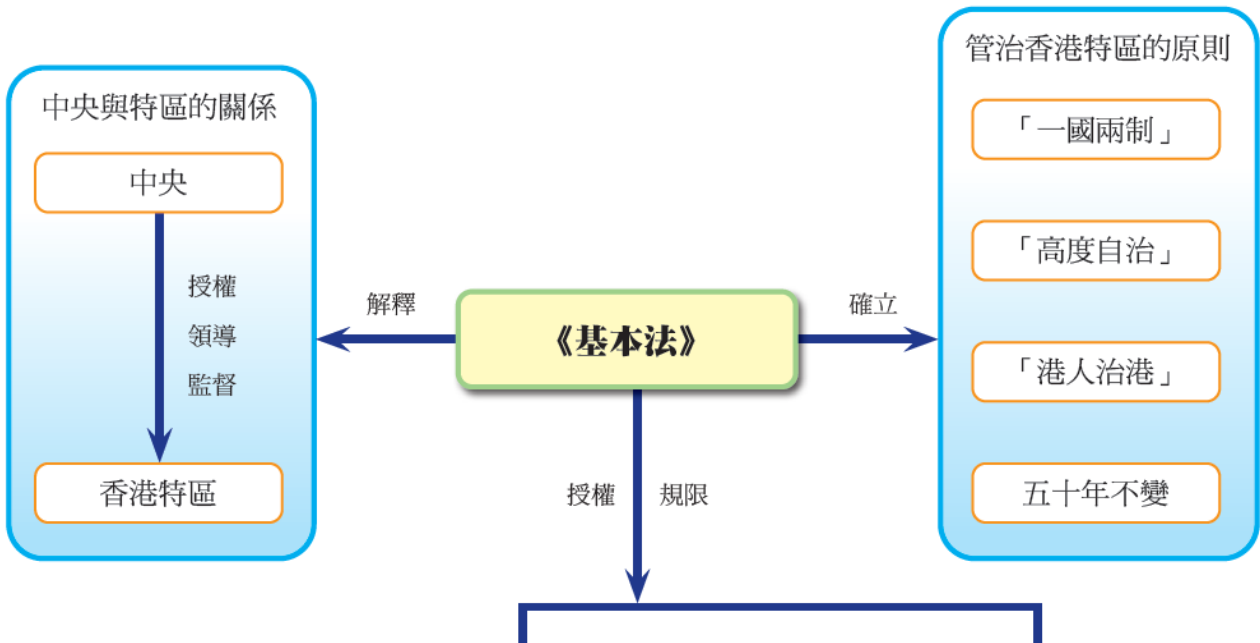 中央與特區的關係
中央
授權
領導
監督
香港特區
解釋
《基本法》
確立
授權
規限
管治香港特區的原則
「一國兩制」
「高度自治」
「港人治港」
五十年不變